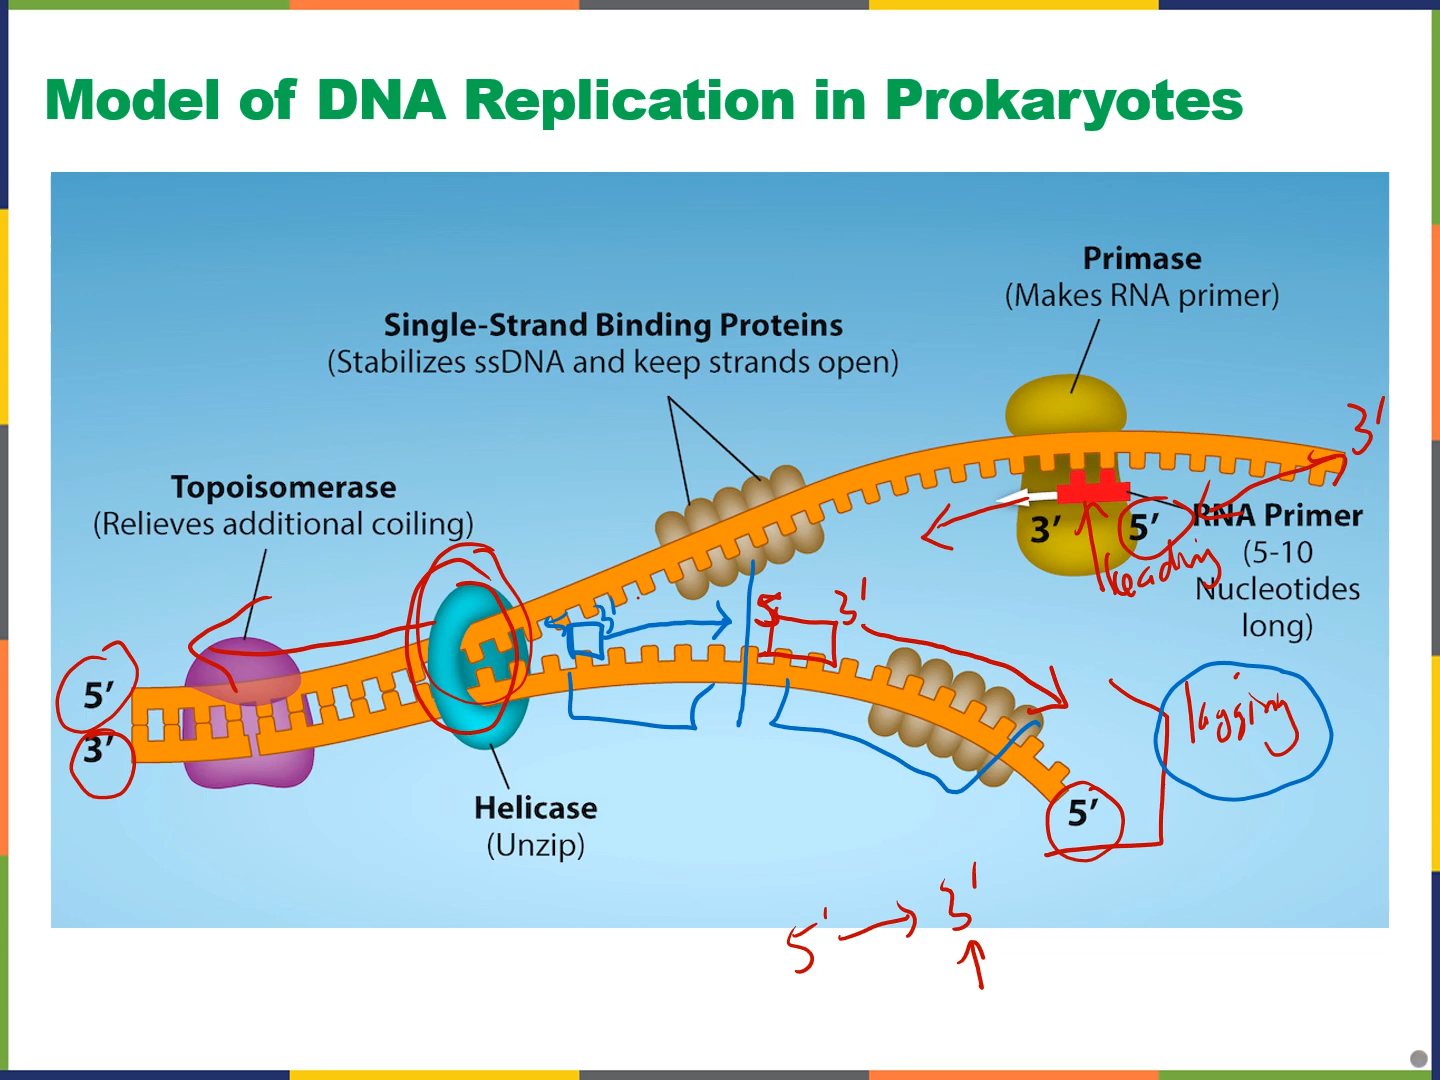 Model of DNA Replication in Prokaryotes
Primase
(Makes RNA primer)
Single-Strand Binding Proteins
(Stabilizes ssDNA and keep strands open)
3'
Topoisomerase
(Relieves additional coiling)
3’ 5’
RNA Primer
(5-10
Nucleotides
long)
leading
5 3'
5 3'
5’
3’
lagging
Helicase
(Unzip)
5’
5' → 3'